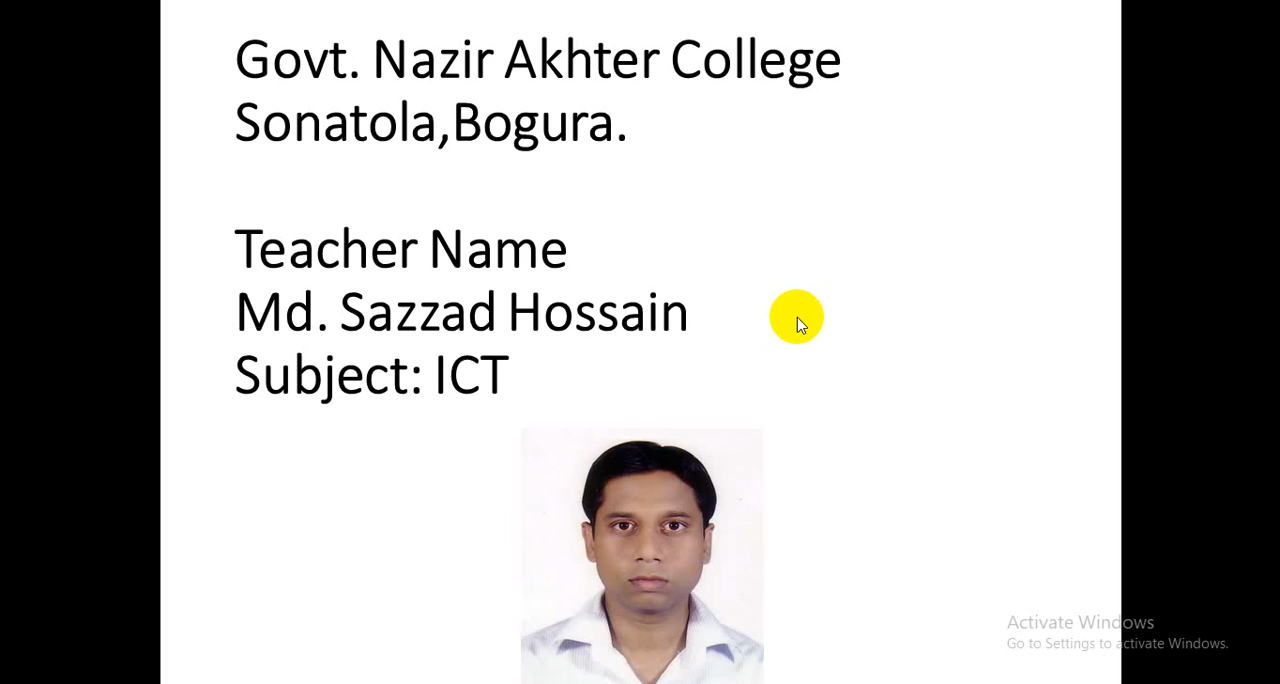 Govt. Nazir Akhter College
Sonatola,Bogura.
Teacher Name
Md. Sazzad Hossain
Subject: ICT
Activate Windows
Go to Settings to activate Windows.